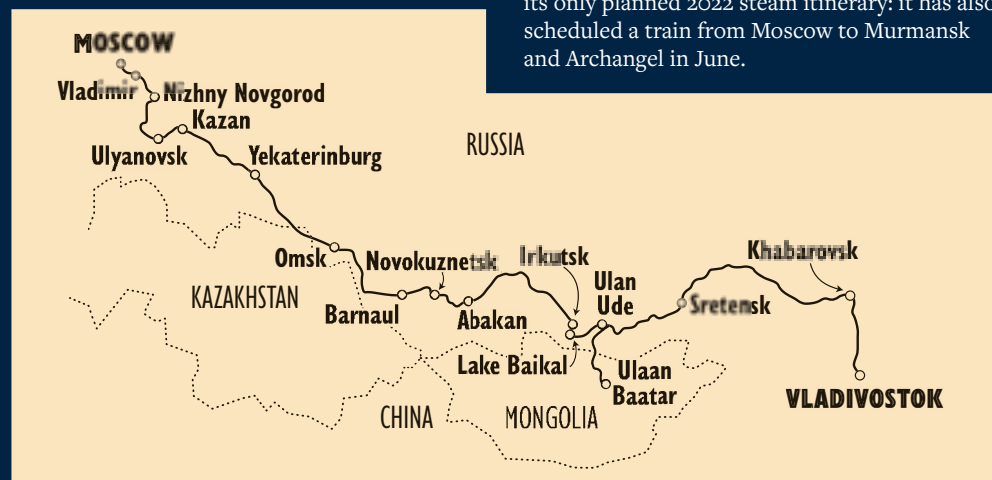 its only planned 2022 steam itinerary: it has also
scheduled a train from Moscow to Murmansk
and Archangel in June.
MOSCOW
Vladimir
Nizhny Novgorod
Kazan
Ulyanovsk
Yekaterinburg
RUSSIA
Omsk
Novokuznetsk
Irkutsk
Khabarovsk
Ulan
Ude
KAZAKHSTAN
Barnaul
Abakan
Sretensk
Lake Baikal
Ulaan
Baatar
VLADIVOSTOK
CHINA
MONGOLIA